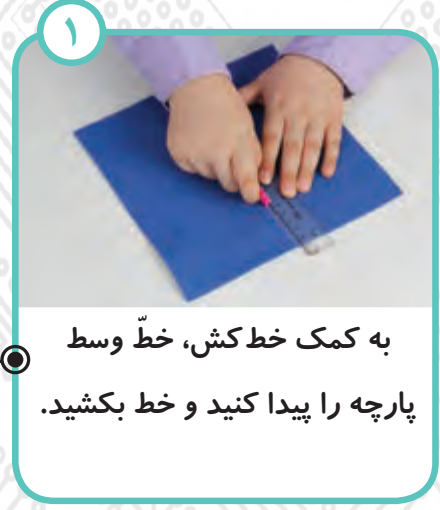 ۱
به کمک خط‌کش، خطّ وسط
پارچه را پیدا کنید و خط بکشید.